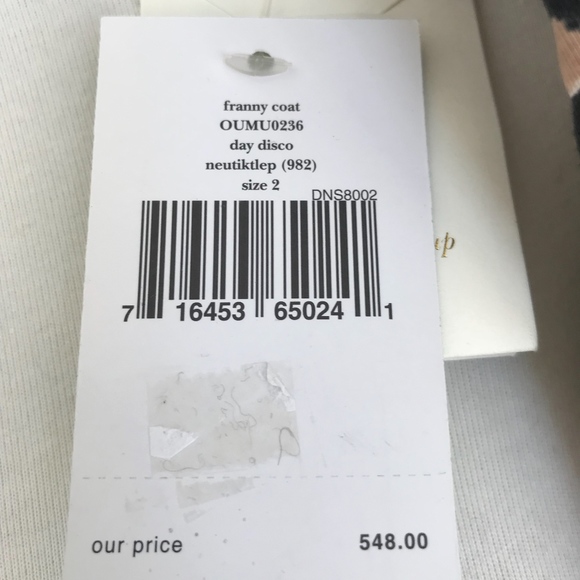 franny coat
OUMU0236
day disco
neutiktlep (982)
size 2
DNS8002
7 16453 65024 1
our price 548.00